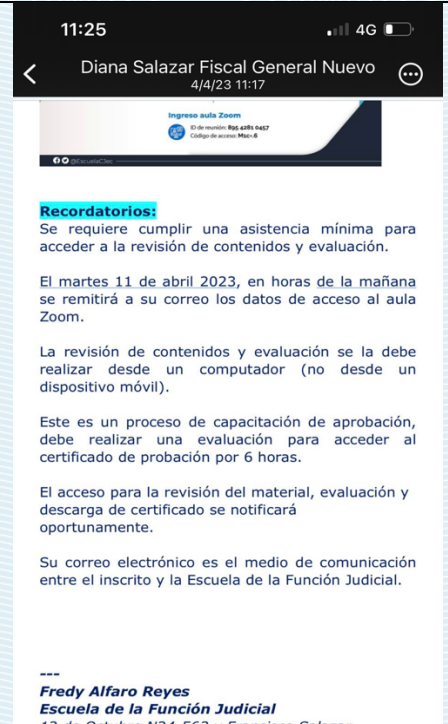 11:25
4G
Diana Salazar Fiscal General Nuevo
4/4/23 11:17
Ingreso aula Zoom
ID de reunión: 895 4281 0457
Código de acceso: Msc=.6
@EscuelaCJec
Recordatorios:
Se requiere cumplir una asistencia mínima para
acceder a la revisión de contenidos y evaluación.
El martes 11 de abril 2023, en horas de la mañana
se remitirá a su correo los datos de acceso al aula
Zoom.
La revisión de contenidos y evaluación se la debe
realizar desde un computador (no desde un
dispositivo móvil).
Este es un proceso de capacitación de aprobación,
debe realizar una evaluación para acceder al
certificado de probación por 6 horas.
El acceso para la revisión del material, evaluación y
descarga de certificado se notificará
oportunamente.
Su correo electrónico es el medio de comunicación
entre el inscrito y la Escuela de la Función Judicial.
---
Fredy Alfaro Reyes
Escuela de la Función Judicial